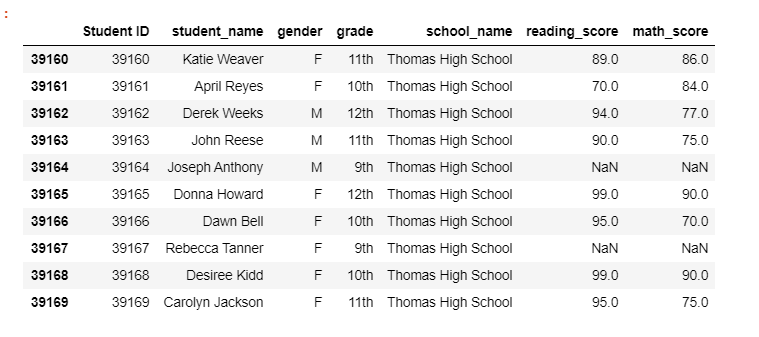 :
Student ID student_name gender grade school_name reading_score math_score
39160 39160 Katie Weaver F 11th Thomas High School 89.0 86.0
39161 39161 April Reyes F 10th Thomas High School 70.0 84.0
39162 39162 Derek Weeks M 12th Thomas High School 94.0 77.0
39163 39163 John Reese M 11th Thomas High School 90.0 75.0
39164 39164 Joseph Anthony M 9th Thomas High School NaN NaN
39165 39165 Donna Howard F 12th Thomas High School 99.0 90.0
39166 39166 Dawn Bell F 10th Thomas High School 95.0 70.0
39167 39167 Rebecca Tanner F 9th Thomas High School NaN NaN
39168 39168 Desiree Kidd F 10th Thomas High School 99.0 90.0
39169 39169 Carolyn Jackson F 11th Thomas High School 95.0 75.0